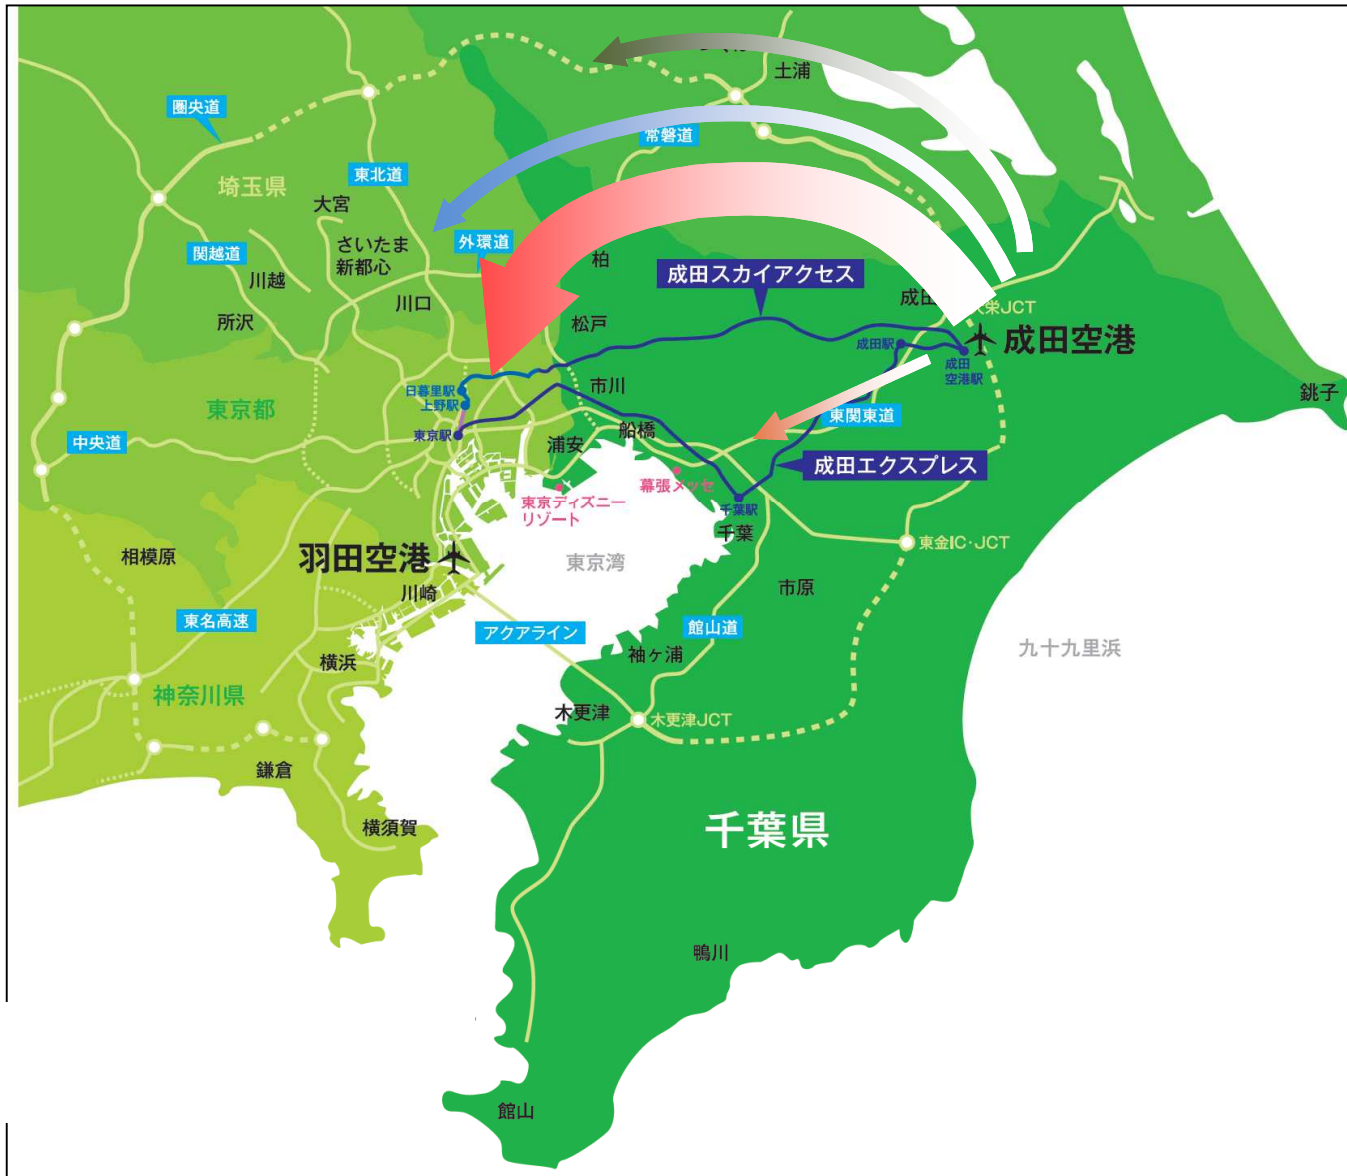 土浦
圏央道
常磐道
東北道
埼玉県
大宮
さいたま
新都心
外環道
関越道
川越
柏
成田スカイアクセス
成田
栄JCT
川口
所沢
松戸
成田空港
成田駅
成田
空港駅
市川
日暮里駅
上野駅
東京都
銚子
東関東道
船橋
東京駅
中央道
浦安
成田エクスプレス
幕張メッセ
東京ディズニー
リゾート
千葉駅
千葉
東金IC・JCT
相模原
羽田空港
東京湾
川崎
市原
東名高速
アクアライン
館山道
九十九里浜
袖ヶ浦
横浜
神奈川県
木更津
木更津JCT
鎌倉
横須賀
千葉県
鴨川
館山